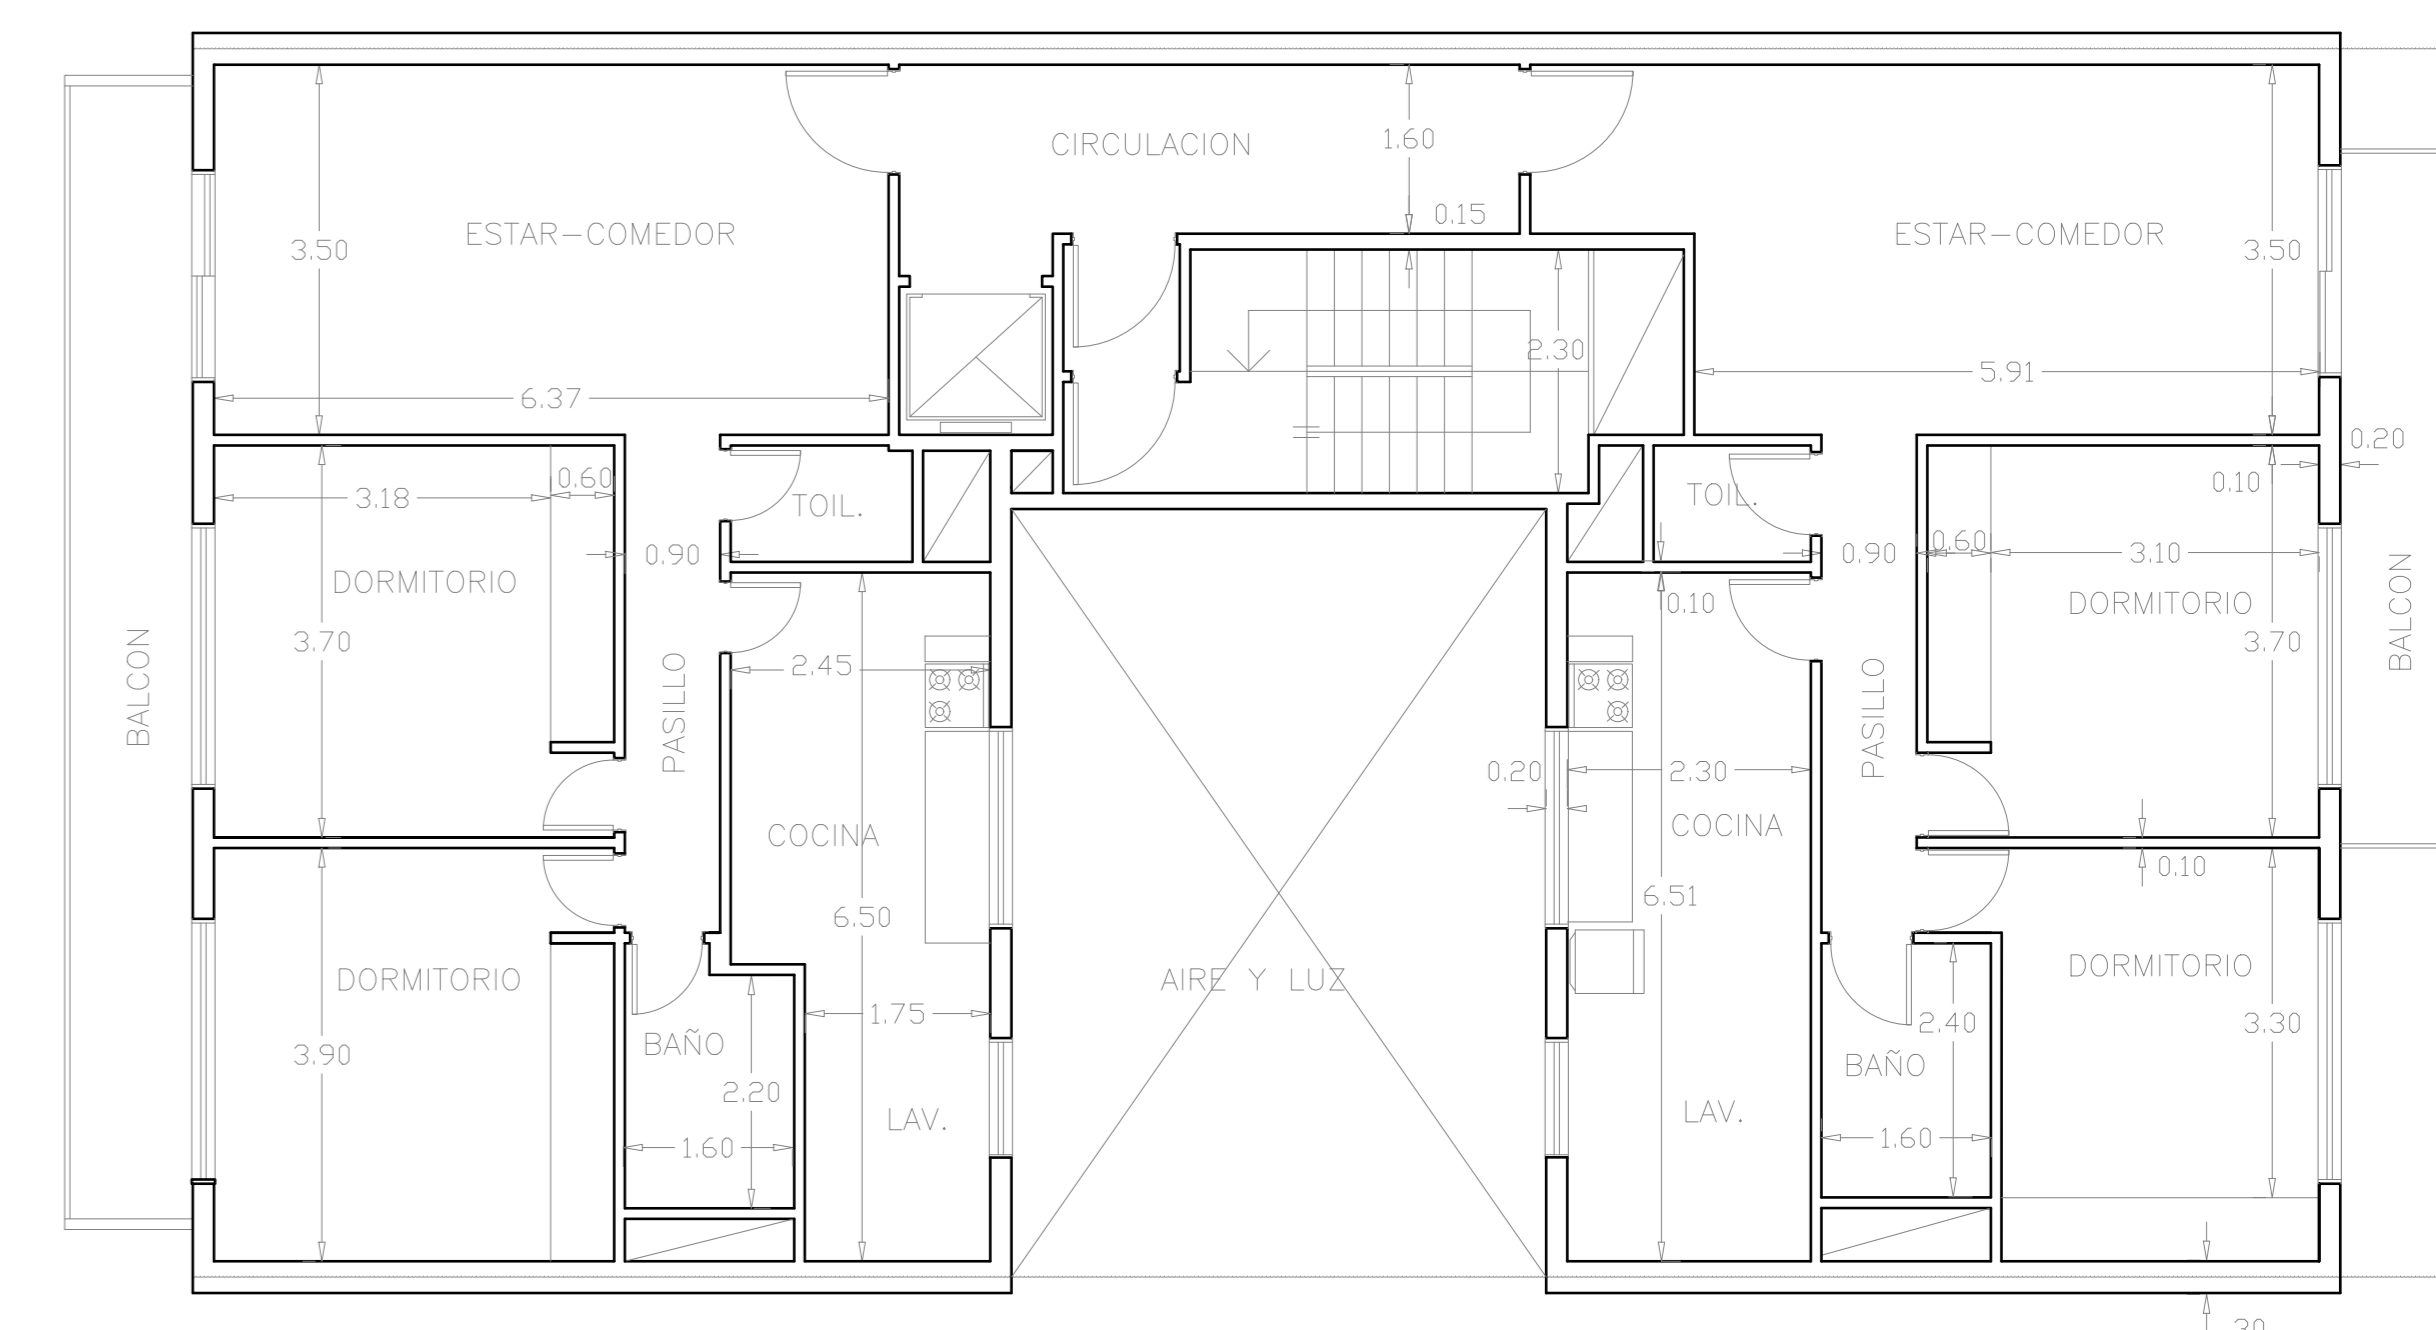 CIRCULACION
1.60
0.15
ESTAR-COMEDOR
3.50
6.37
ESTAR-COMEDOR
3.50
5.91
2.30
0.20
0.10
3.18
0.60
TOIL.
0.90
DORMITORIO
3.70
BALCON
PASILLO
2.45
COCINA
6.50
TOIL.
0.90
0.60
3.10
0.10
DORMITORIO
3.70
BALCON
PASILLO
0.20
2.30
COCINA
6.51
0.10
DORMITORIO
3.90
BAÑO
2.20
1.60
1.75
LAV.
AIRE Y LUZ
LAV.
BAÑO
2.40
1.60
DORMITORIO
3.30